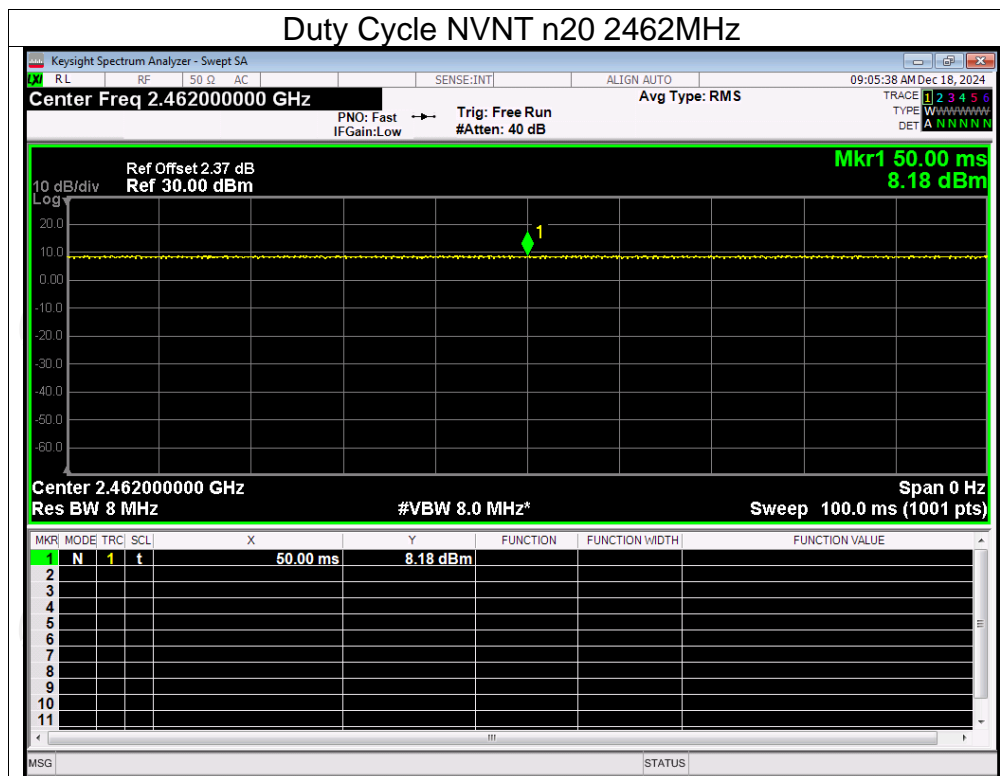 Duty Cycle NVNT n20 2462MHz
Keysight Spectrum Analyzer - Swept SA
LXI RL RF 50 Ω AC SENSE:INT ALIGN AUTO 09:05:38 AM Dec 18, 2024
Center Freq 2.462000000 GHz Avg Type: RMS TRACE 1 2 3 4 5 6
PNO: Fast Trig: Free Run TYPE WWWWWW
IFGain:Low #Atten: 40 dB DET A N N N N N
Mkr1 50.00 ms
Ref Offset 2.37 dB
10 dB/div Ref 30.00 dBm 8.18 dBm
Log
20.0
1
10.0
0.00
-10.0
-20.0
-30.0
-40.0
-50.0
-60.0
Center 2.462000000 GHz Span 0 Hz
Res BW 8 MHz #VBW 8.0 MHz* Sweep 100.0 ms (1001 pts)
MKR MODE TRC SCL X Y FUNCTION FUNCTION WIDTH FUNCTION VALUE
1 N 1 t 50.00 ms 8.18 dBm
2
3
4
5
6
7
8
9
10
11
MSG STATUS